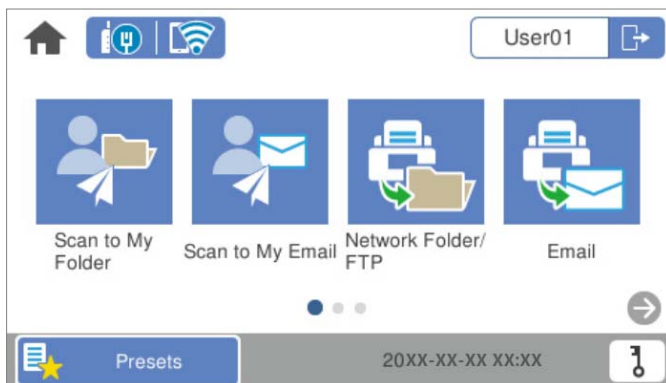 User01
Scan to My
Folder
Scan to My Email
Network Folder/
FTP
Email
Presets
20XX-XX-XX XX:XX